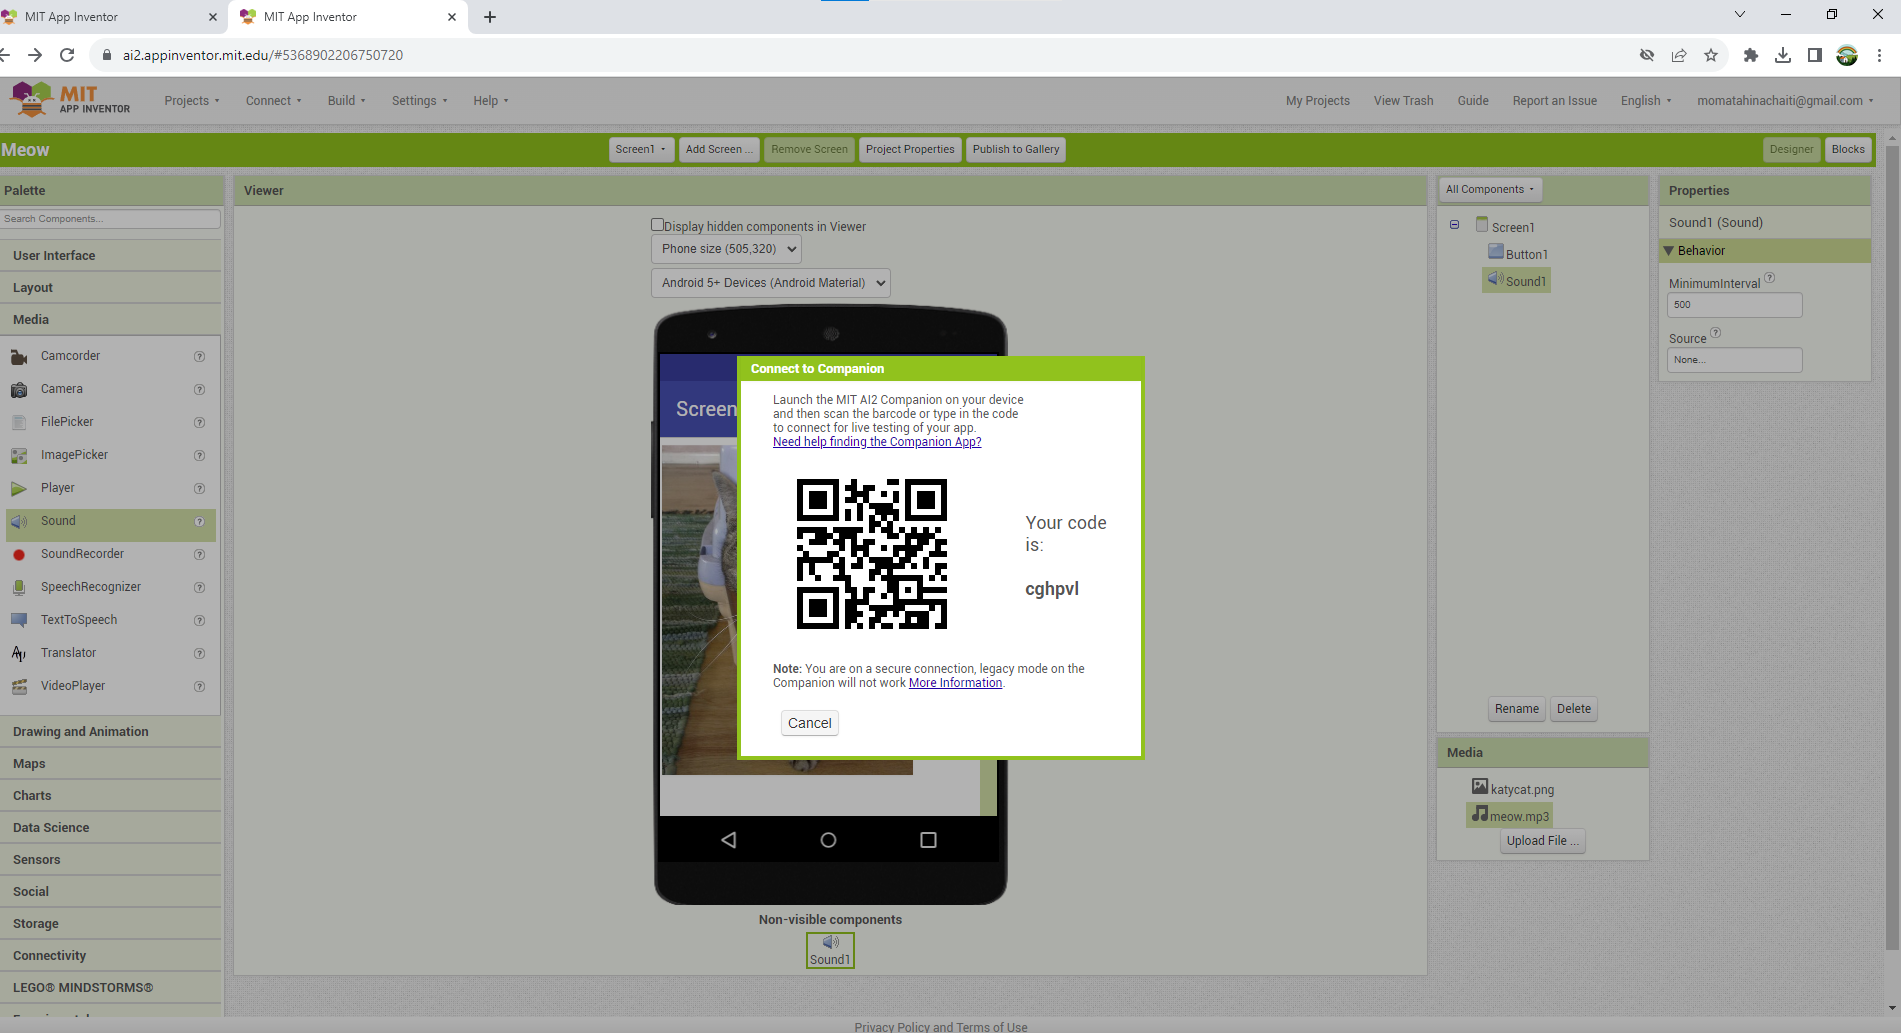 MIT App Inventor
MIT App Inventor
ai2.appinventor.mit.edu/#5368902206750720
MIT
APP INVENTOR
Projects
Connect
Build
Settings
Help
My Projects
View Trash
Guide
Report an Issue
English
momatahinachaiti@gmail.com
Meow
Screen1
Add Screen ...
Remove Screen
Project Properties
Publish to Gallery
Designer
Blocks
Palette
Search Components...
User Interface
Layout
Media
Camcorder
Camera
FilePicker
ImagePicker
Player
Sound
SoundRecorder
SpeechRecognizer
TextToSpeech
Translator
VideoPlayer
Drawing and Animation
Maps
Charts
Data Science
Sensors
Social
Storage
Connectivity
LEGO® MINDSTORMS®
Viewer
Display hidden components in Viewer
Phone size (505,320)
Android 5+ Devices (Android Material)
Screen
Connect to Companion
Launch the MIT AI2 Companion on your device
and then scan the barcode or type in the code
to connect for live testing of your app.
Need help finding the Companion App?
Your code
is:
cghpvl
Note: You are on a secure connection, legacy mode on the
Companion will not work More Information.
Cancel
Non-visible components
Sound1
All Components
Screen1
Button1
Sound1
Rename
Delete
Media
katycat.png
meow.mp3
Upload File ...
Properties
Sound1 (Sound)
Behavior
MinimumInterval
500
Source
None...
Privacy Policy and Terms of Use